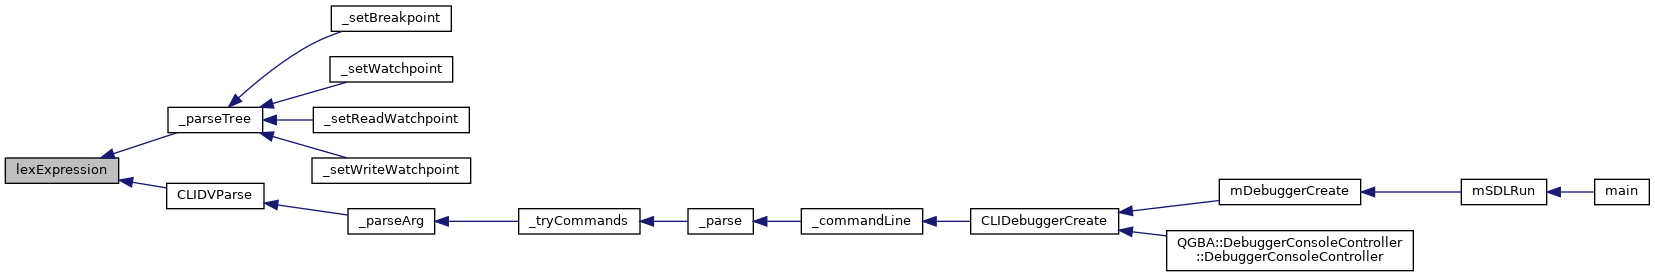 _setBreakpoint
_setWatchpoint
_parseTree
_setReadWatchpoint
lexExpression
_setWriteWatchpoint
CLIDVParse
_parseArg
_tryCommands
_parse
_commandLine
CLIDebuggerCreate
mDebuggerCreate
mSDLRun
main
QGBA::DebuggerConsoleController
::DebuggerConsoleController